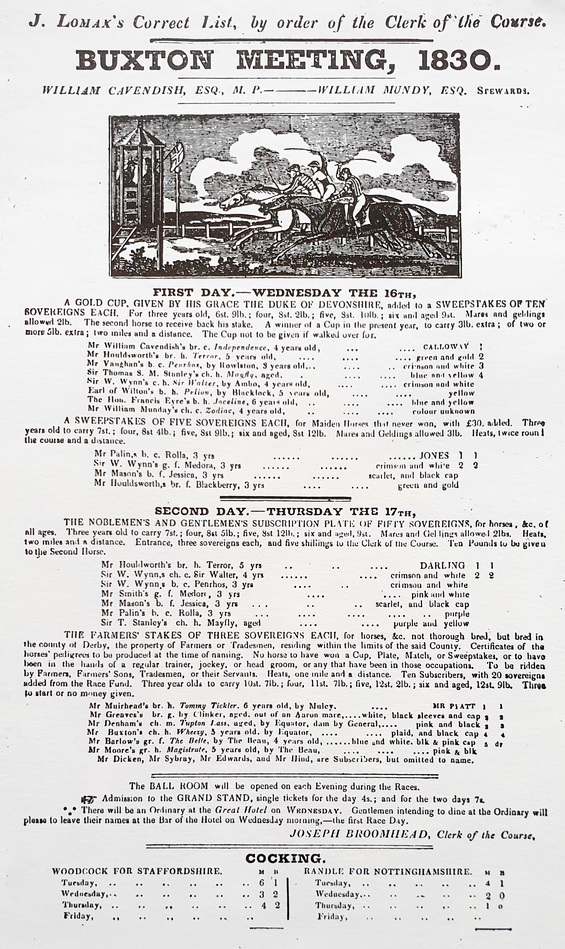 J. LOMAX's Correct List, by order of the Clerk of the Course.
BUXTON MEETING, 1830.
WILLIAM CAVENDISH, ESQ., M. P.————WILLIAM MUNDY, ESQ. STEWARDS.
FIRST DAY.—WEDNESDAY THE 16TH,
A GOLD CUP, GIVEN BY HIS GRACE THE DUKE OF DEVONSHIRE, added to a SWEEPSTAKES OF TEN
SOVEREIGNS EACH. For three years old, 6st. 9lb.; four, 8st. 2lb.; five, 8st. 10lb.; six and aged 9st. Mares and geldings
allowed 2lb. The second horse to receive back his stake. A winner of a Cup in the present year, to carry 3lb. extra; of two or
more 5lb. extra; two miles and a distance. The Cup not to be given if walked over for.
Mr William Cavendish's br. c. Independence, 4 years old, ... .... CALLOWAY 1
Mr Houldsworth's br. h. Terror, 5 years old, .... .... .... green and gold 2
Mr Vaughan's b. c. Penrhos, by Bowlston, 3 years old,... .... crimson and white 3
Sir Thomas S. M. Stanley's ch. h. Mayfly, aged, .... .... blue and yellow 4
Sir W. Wynn's c. h. Sir Walter, by Ambo, 4 years old, .... crimson and white
Earl of Wilton's b. h. Pelion, by Blacklock, 5 years old, .... yellow
The Hon. Francis Eyre's b. h. Joceline, 6 years old, .. .... blue and yellow
Mr William Munday's ch. c. Zodiac, 4 years old, .. .... colour unknown
A SWEEPSTAKES OF FIVE SOVEREIGNS EACH, for Maiden Horses that never won, with £30. added. Three
years old to carry 7st.; four, 8st 4lb.; five, 8st 9lb.; six and aged, 8st 12lb. Mares and Geldings allowed 3lb. Heats, twice round
the course and a distance.
Mr Palin,s b. c. Rolla, 3 yrs ...... .... ...... JONES 1 1
Sir W. Wynn's g. f. Medora, 3 yrs ...... ...... crimson and white 2 2
Mr Mason's b. f. Jessica, 3 yrs ...... .... scarlet, and black cap
Mr Houldsworth,s br. f. Blackberry, 3 yrs .... .... green and gold
SECOND DAY.—THURSDAY THE 17TH,
THE NOBLEMEN'S AND GENTLEMEN'S SUBSCRIPTION PLATE OF FIFTY SOVEREIGNS, for horses, &c. of
all ages. Three years old to carry 7st.; four, 8st 5lb.; five, 8st 12lb.; six and aged, 9st. Mares and Geldings allowed 2lbs. Heats,
two miles and a distance. Entrance, three sovereigns each, and five shillings to the Clerk of the Course. Ten Pounds to be given
to the Second Horse.
Mr Houldsworth's br. h. Terror, 5 yrs .. .. .. DARLING 1 1
Sir W. Wynn,s ch. c. Sir Walter, 4 yrs ...... .... crimson and white 2 2
Sir W. Wynn,s b. c. Penrhos, 3 yrs .... .... crimson and white
Mr Smith's g. f. Medora, 3 yrs .... .... pink and white
Mr Mason's b. f. Jessica, 3 yrs .... .. .. scarlet, and black cap
Mr Palin's b. c. Rolla, 3 yrs .... .... .. purple
Sir T. Stanley's ch. h. Mayfly, aged .... .... purple and yellow
THE FARMERS' STAKES OF THREE SOVEREIGNS EACH, for horses, &c. not thorough bred, but bred in
the county of Derby, the property of Farmers or Tradesmen, residing within the limits of the said County. Certificates of the
horses' pedigrees to be produced at the time of naming. No horse to have won a Cup, Plate, Match, or Sweepstakes, or to have
been in the hands of a regular trainer, jockey, or head groom, or any that have been in those occupations. To be ridden
by Farmers, Farmers' Sons, Tradesmen, or their Servants. Heats, one mile and a distance. Ten Subscribers, with 20 sovereigns
added from the Race Fund. Three year olds to carry 10st. 7lb.; four, 11st. 7lb.; five, 12st. 2lb.; six and aged, 12st. 9lb. Three
to start or no money given.
Mr Muirhead's br. h. Tommy Tickler. 6 years old, by Muley. .... MR PIATT 1 1
Mr Greaves's br. g. by Clinker, aged, out of an Aaron mare,....white, black sleeves and cap
Mr Denham's ch. m. Tupton Lass, aged, by Equator, dam by General,.... pink and black
Mr Buxton's ch. h. Wheezy, 5 years old, by Equator, .... plaid, and black cap 4 4
Mr Barlow's gr. f. The Belle, by The Beau, 4 years old, ......blue and white. blk & pink cap 5 dr
Mr Moore's gr. h. Magistrate, 5 years old, by The Beau, .... .... pink & blk
Mr Dicken, Mr Sybray, Mr Edwards, and Mr Hind, are Subscribers, but omitted to name.
The BALL ROOM will be opened on each Evening during the Races.
☞ Admission to the GRAND STAND, single tickets for the day 4s.; and for the two days 7s.
⁂ There will be an Ordinary at the Great Hotel on WEDNESDAY. Gentlemen intending to dine at the Ordinary will
please to leave their names at the Bar of the Hotel on Wednesday morning,—the first Race Day.
JOSEPH BROOMHEAD, Clerk of the Course,
COCKING.
WOODCOCK FOR STAFFORDSHIRE. M B
Tuesday, .. .. .. .. .. 6 1
Wednesday,.. .. .. .. .. 3 2
Thursday, .. .. .. .. .. 4 2
Friday, .. .. .. .. ..
RANDLE FOR NOTTINGHAMSHIRE. M B
Tuesday, .. .. .. .. 4 1
Wednesday, .. .. .. .. 2 0
Thursday, .. .. .. .. 1 0
Friday, .. .. .. ..